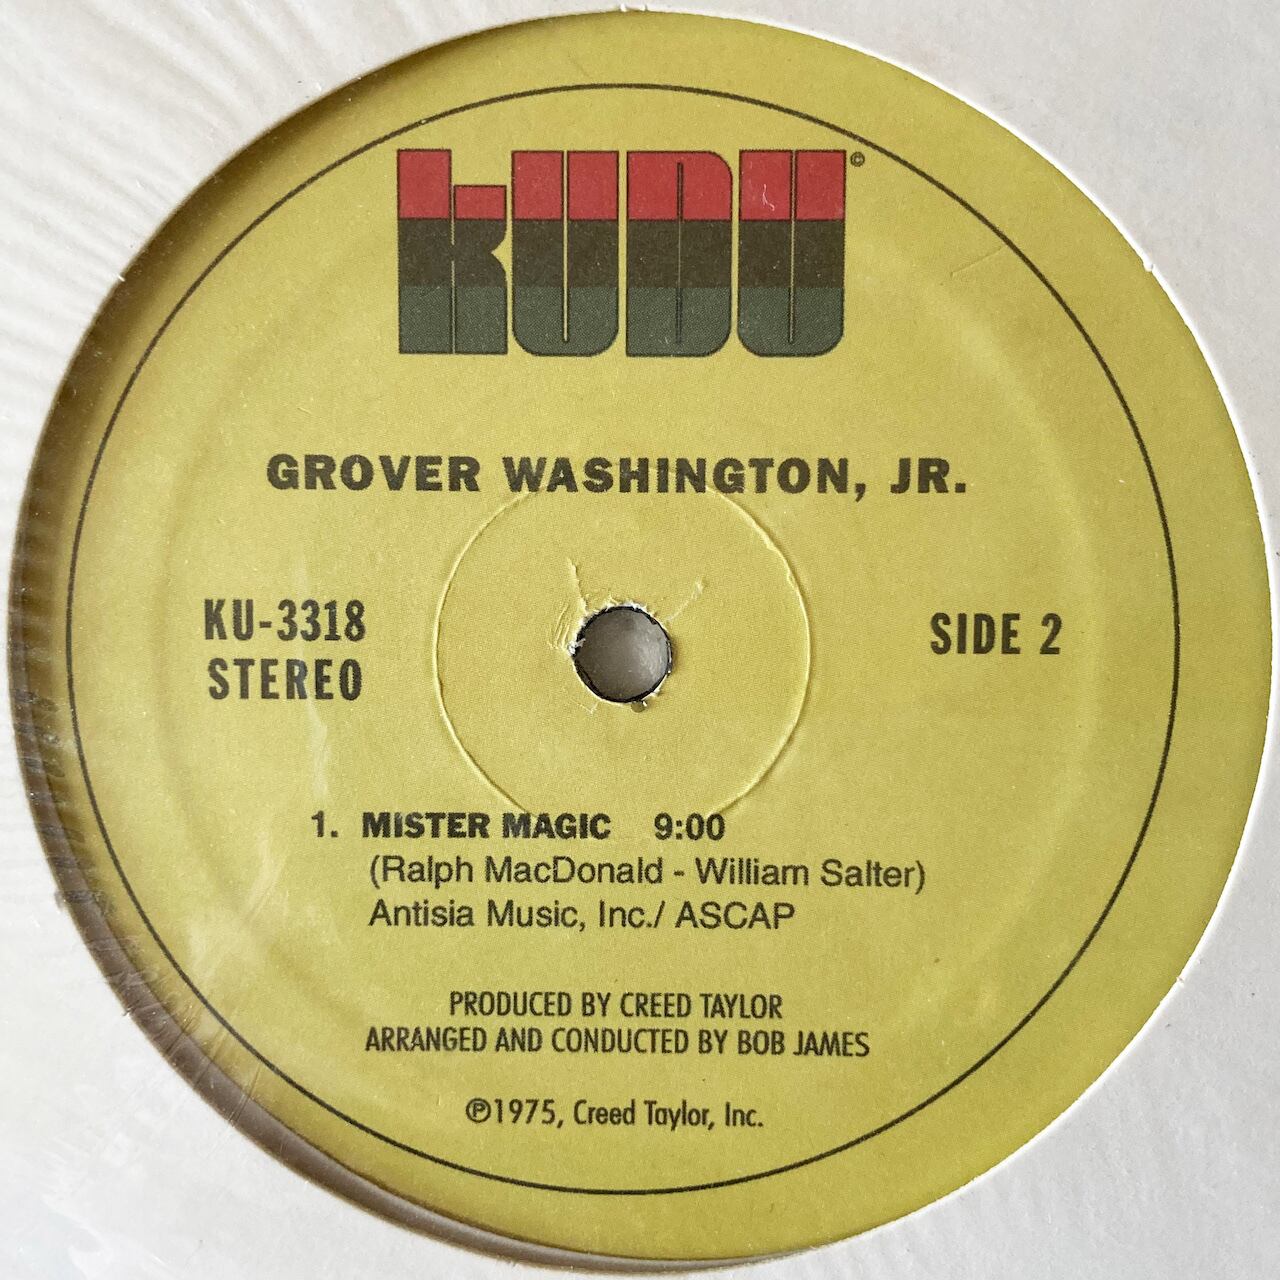 KUDU©
GROVER WASHINGTON, JR.
KU-3318
STEREO
SIDE 2
1. MISTER MAGIC 9:00
(Ralph MacDonald - William Salter)
Antisia Music, Inc./ ASCAP
PRODUCED BY CREED TAYLOR
ARRANGED AND CONDUCTED BY BOB JAMES
℗1975, Creed Taylor, Inc.